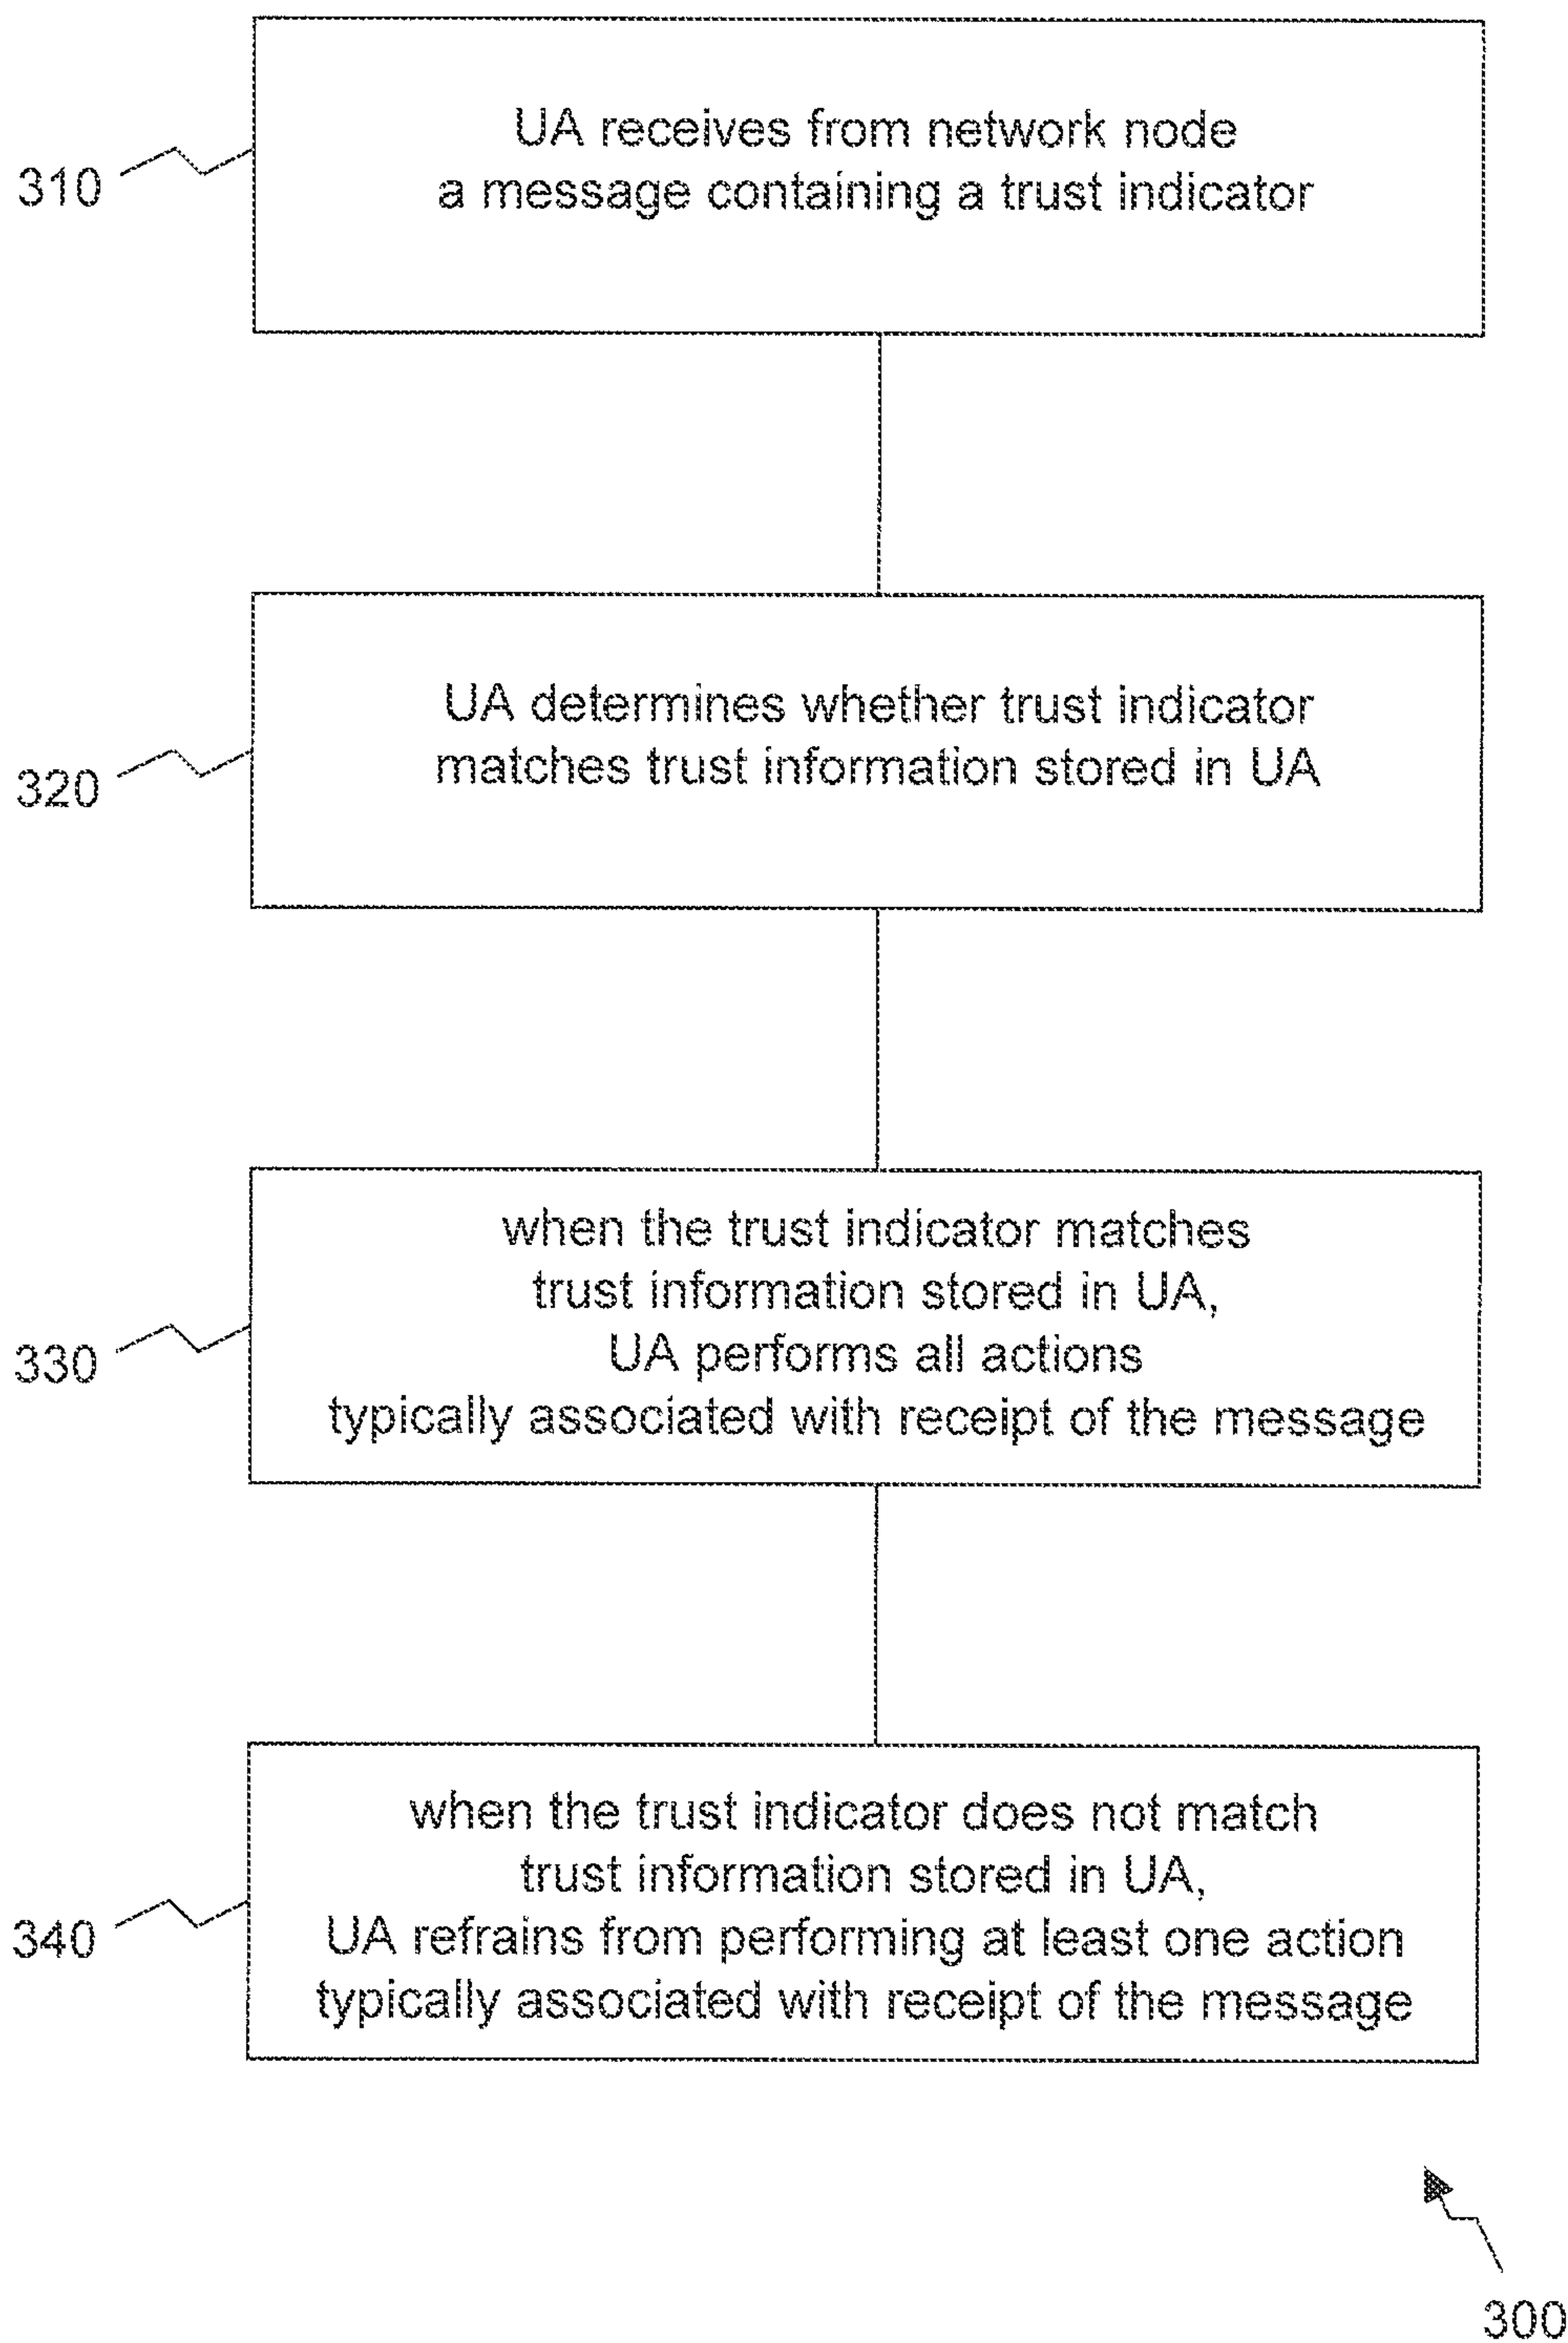 UA receives from network node
a message containing a trust indicator
310
UA determines whether trust indicator
matches trust information stored in UA
320
when the trust indicator matches
trust information stored in UA,
UA performs all actions
typically associated with receipt of the message
330
when the trust indicator does not match
trust information stored in UA,
UA refrains from performing at least one action
typically associated with receipt of the message
340
300